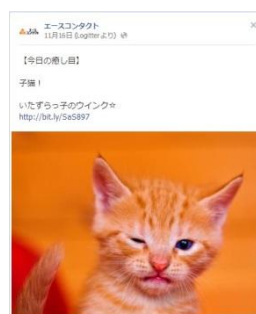 エースコンタクト
11月16日 (Logitterより)
【今日の癒し目】
子猫！
いたずらっ子のウインク☆
http://bit.ly/SaS897